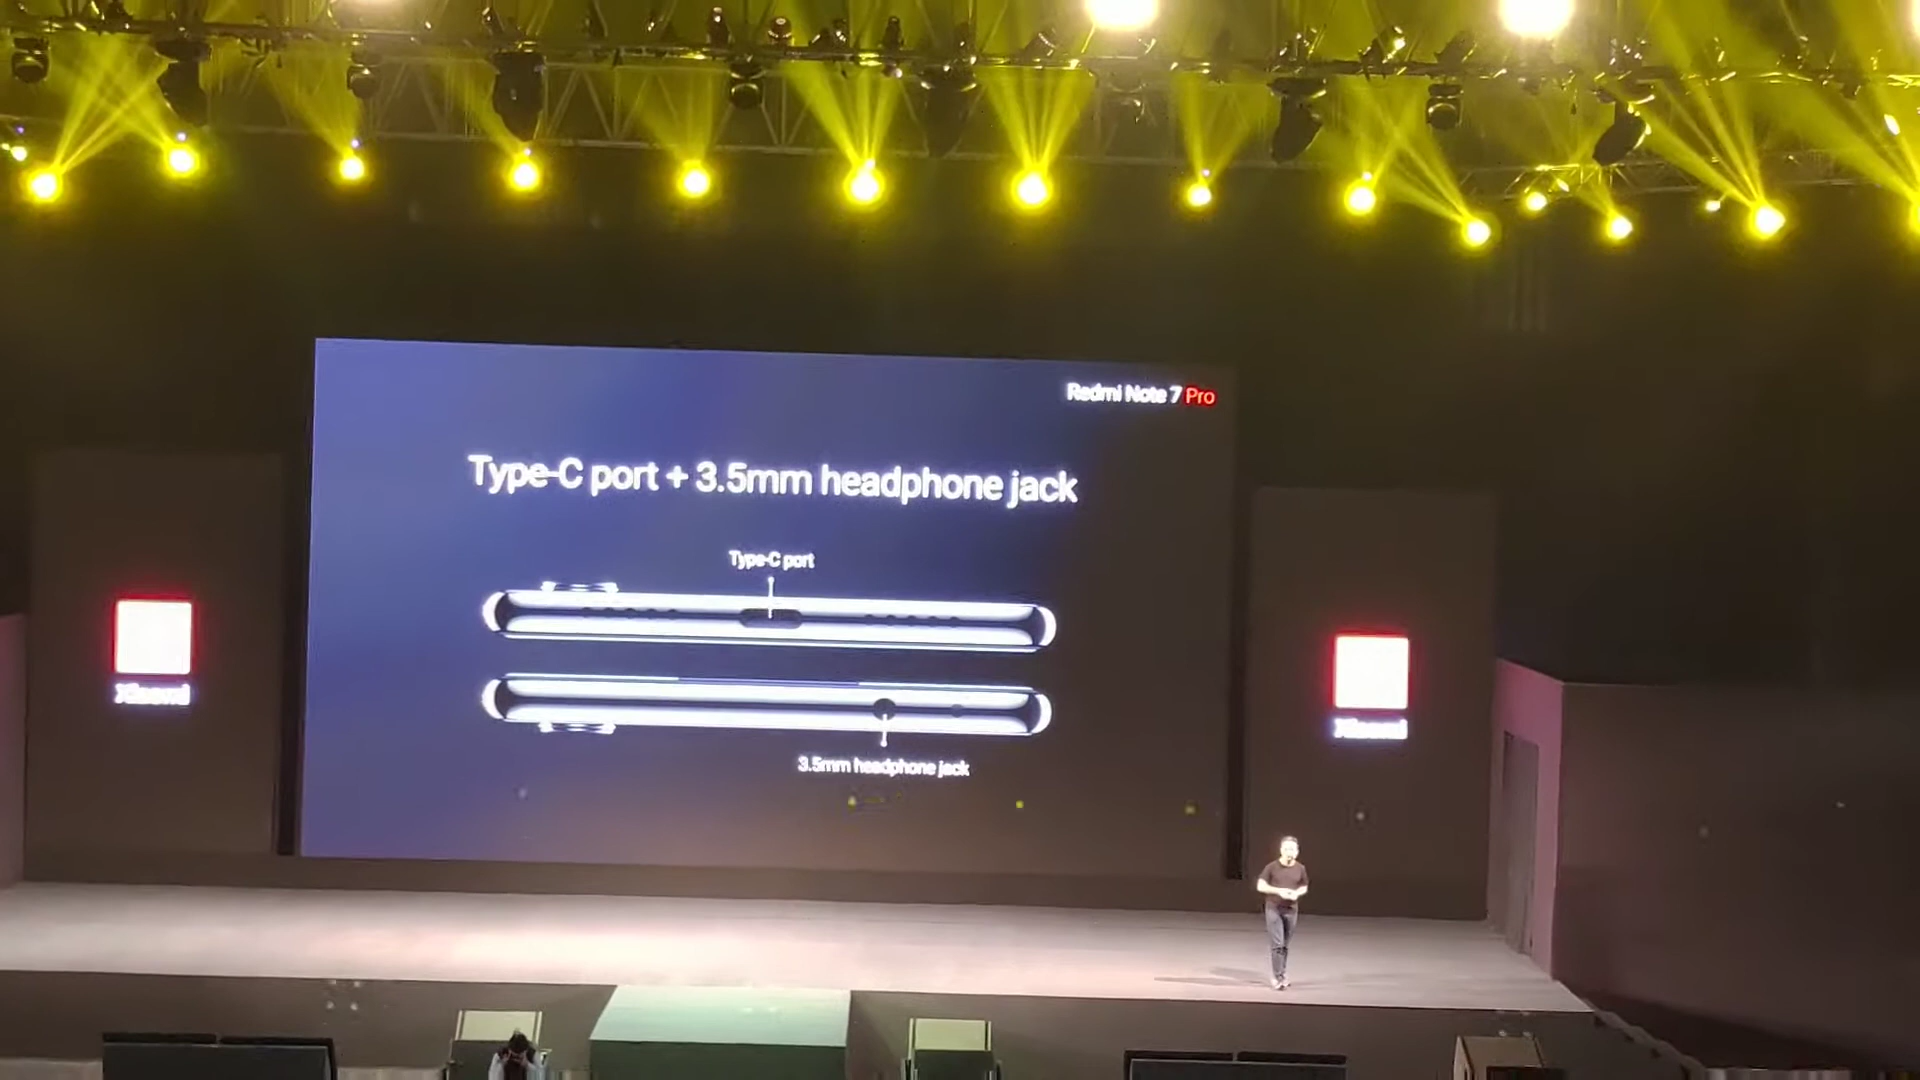 Redmi Note 7 Pro
Type-C port + 3.5mm headphone jack
Type-C port
3.5mm headphone jack
Xiaomi
Xiaomi